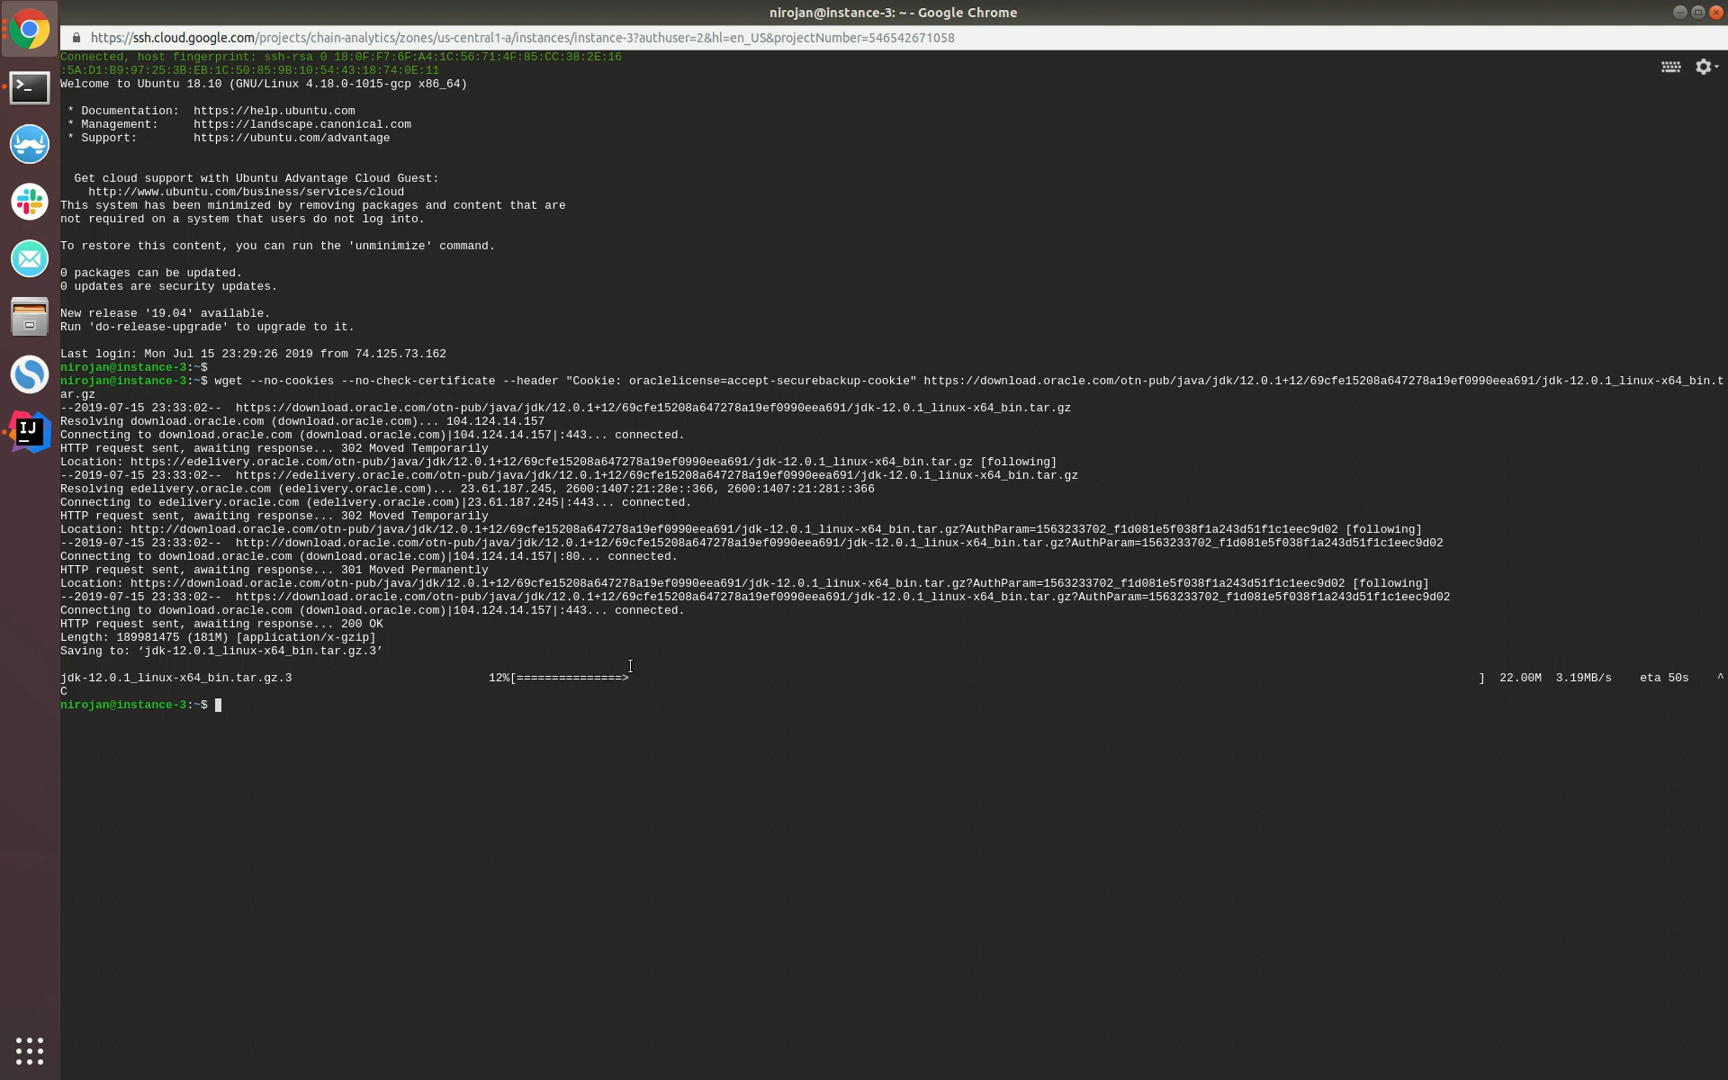 nirojan@instance-3: ~ - Google Chrome
https://ssh.cloud.google.com/projects/chain-analytics/zones/us-central1-a/instances/instance-3?authuser=2&hl=en_US&projectNumber=546542671058
Connected, host fingerprint: ssh-rsa 0 18:0F:F7:6F:A4:1C:56:71:4F:85:CC:38:2E:16
:5A:D1:B9:97:25:3B:EB:1C:50:85:9B:10:54:43:18:74:0E:11
Welcome to Ubuntu 18.10 (GNU/Linux 4.18.0-1015-gcp x86_64)
* Documentation:  https://help.ubuntu.com
* Management:     https://landscape.canonical.com
* Support:        https://ubuntu.com/advantage
Get cloud support with Ubuntu Advantage Cloud Guest:
http://www.ubuntu.com/business/services/cloud
This system has been minimized by removing packages and content that are
not required on a system that users do not log into.
To restore this content, you can run the 'unminimize' command.
0 packages can be updated.
0 updates are security updates.
New release '19.04' available.
Run 'do-release-upgrade' to upgrade to it.
Last login: Mon Jul 15 23:29:26 2019 from 74.125.73.162
nirojan@instance-3:~$
nirojan@instance-3:~$ wget --no-cookies --no-check-certificate --header "Cookie: oraclelicense=accept-securebackup-cookie" https://download.oracle.com/otn-pub/java/jdk/12.0.1+12/69cfe15208a647278a19ef0990eea691/jdk-12.0.1_linux-x64_bin.t
ar.gz
--2019-07-15 23:33:02--  https://download.oracle.com/otn-pub/java/jdk/12.0.1+12/69cfe15208a647278a19ef0990eea691/jdk-12.0.1_linux-x64_bin.tar.gz
Resolving download.oracle.com (download.oracle.com)... 104.124.14.157
Connecting to download.oracle.com (download.oracle.com)|104.124.14.157|:443... connected.
HTTP request sent, awaiting response... 302 Moved Temporarily
Location: https://edelivery.oracle.com/otn-pub/java/jdk/12.0.1+12/69cfe15208a647278a19ef0990eea691/jdk-12.0.1_linux-x64_bin.tar.gz [following]
--2019-07-15 23:33:02--  https://edelivery.oracle.com/otn-pub/java/jdk/12.0.1+12/69cfe15208a647278a19ef0990eea691/jdk-12.0.1_linux-x64_bin.tar.gz
Resolving edelivery.oracle.com (edelivery.oracle.com)... 23.61.187.245, 2600:1407:21:28e::366, 2600:1407:21:281::366
Connecting to edelivery.oracle.com (edelivery.oracle.com)|23.61.187.245|:443... connected.
HTTP request sent, awaiting response... 302 Moved Temporarily
Location: http://download.oracle.com/otn-pub/java/jdk/12.0.1+12/69cfe15208a647278a19ef0990eea691/jdk-12.0.1_linux-x64_bin.tar.gz?AuthParam=1563233702_f1d081e5f038f1a243d51f1c1eec9d02 [following]
--2019-07-15 23:33:02--  http://download.oracle.com/otn-pub/java/jdk/12.0.1+12/69cfe15208a647278a19ef0990eea691/jdk-12.0.1_linux-x64_bin.tar.gz?AuthParam=1563233702_f1d081e5f038f1a243d51f1c1eec9d02
Connecting to download.oracle.com (download.oracle.com)|104.124.14.157|:80... connected.
HTTP request sent, awaiting response... 301 Moved Permanently
Location: https://download.oracle.com/otn-pub/java/jdk/12.0.1+12/69cfe15208a647278a19ef0990eea691/jdk-12.0.1_linux-x64_bin.tar.gz?AuthParam=1563233702_f1d081e5f038f1a243d51f1c1eec9d02 [following]
--2019-07-15 23:33:02--  https://download.oracle.com/otn-pub/java/jdk/12.0.1+12/69cfe15208a647278a19ef0990eea691/jdk-12.0.1_linux-x64_bin.tar.gz?AuthParam=1563233702_f1d081e5f038f1a243d51f1c1eec9d02
Connecting to download.oracle.com (download.oracle.com)|104.124.14.157|:443... connected.
HTTP request sent, awaiting response... 200 OK
Length: 189981475 (181M) [application/x-gzip]
Saving to: ‘jdk-12.0.1_linux-x64_bin.tar.gz.3’
jdk-12.0.1_linux-x64_bin.tar.gz.3 12%[===============> ] 22.00M 3.19MB/s eta 50s ^
C
nirojan@instance-3:~$
IJ